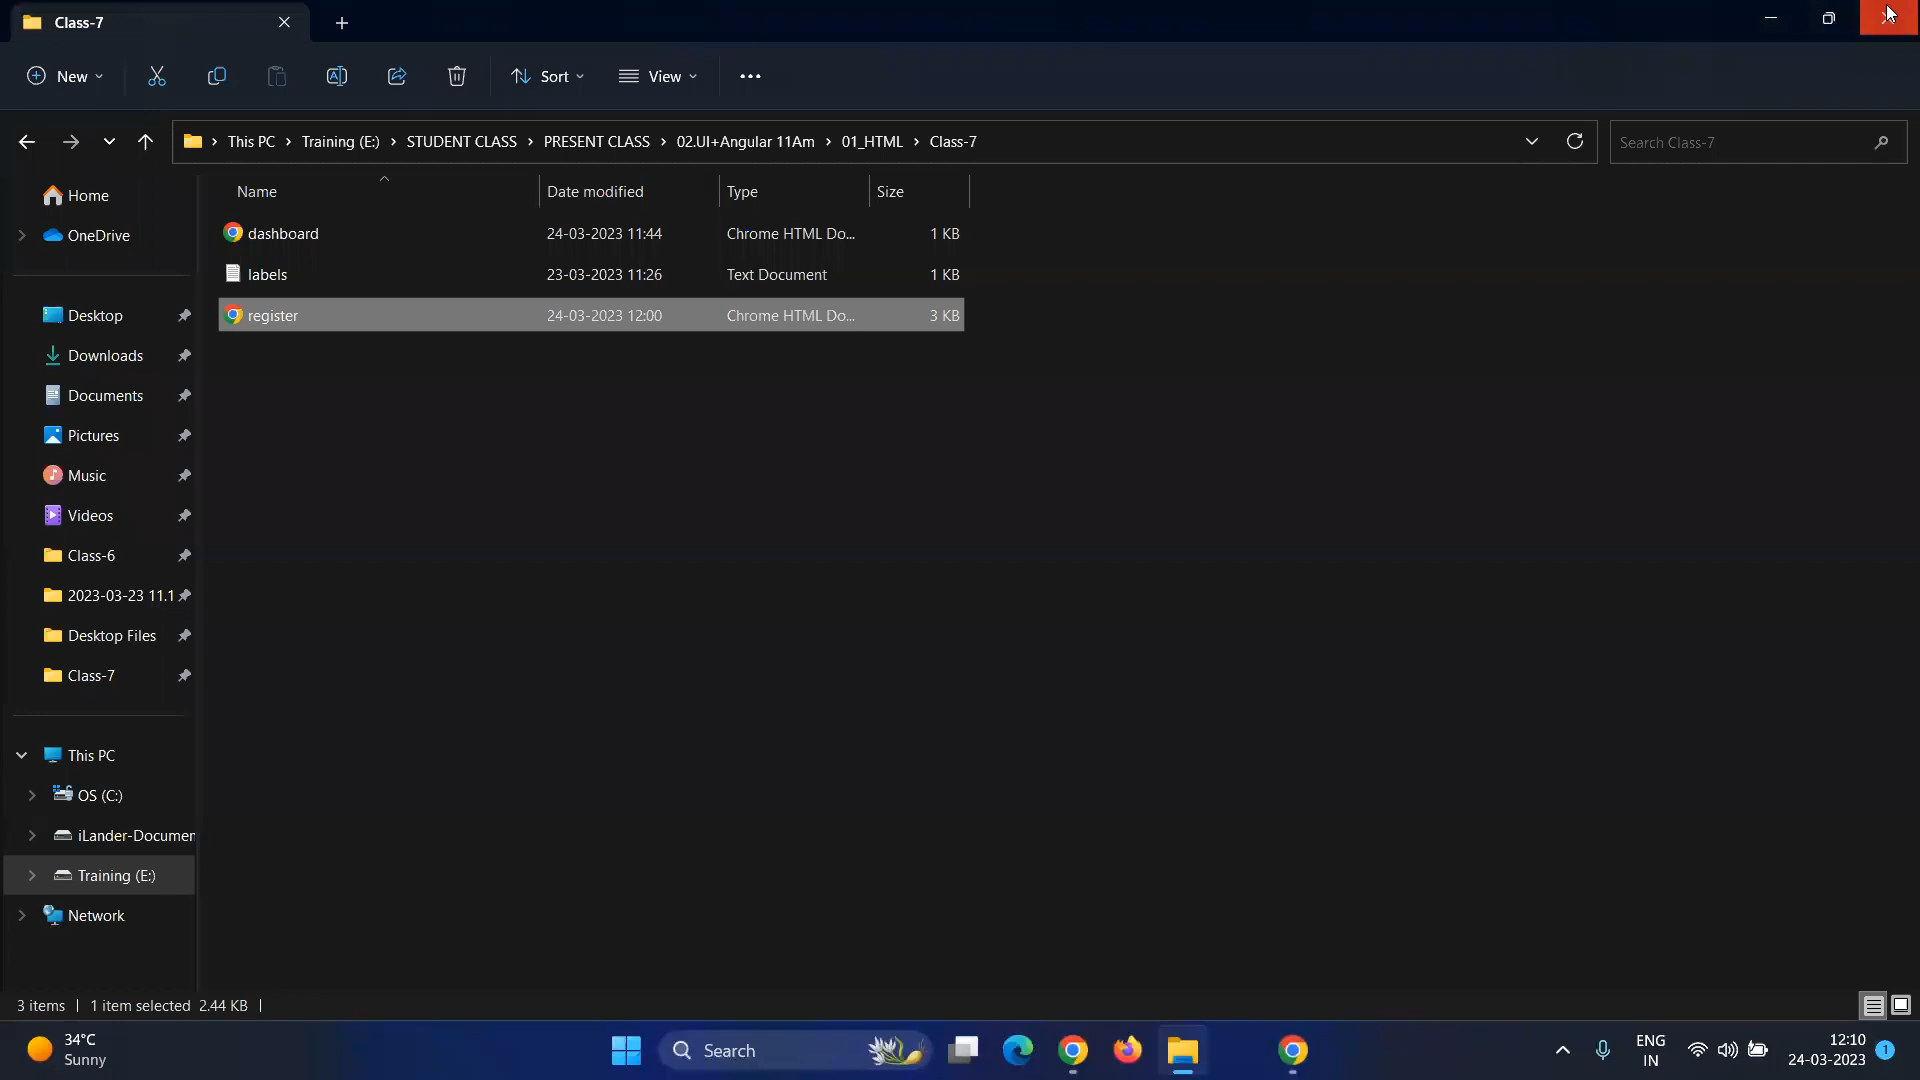 Class-7
New
Sort
View
This PC > Training (E:) > STUDENT CLASS > PRESENT CLASS > 02.UI+Angular 11Am > 01_HTML > Class-7
Search Class-7
Name Date modified Type Size
dashboard 24-03-2023 11:44 Chrome HTML Do... 1 KB
labels 23-03-2023 11:26 Text Document 1 KB
register 24-03-2023 12:00 Chrome HTML Do... 3 KB
Home
OneDrive
Desktop
Downloads
Documents
Pictures
Music
Videos
Class-6
2023-03-23 11.1
Desktop Files
Class-7
This PC
OS (C:)
iLander-Documen
Training (E:)
Network
3 items | 1 item selected 2.44 KB |
34°C
Sunny
Search
ENG
IN
12:10
24-03-2023
1